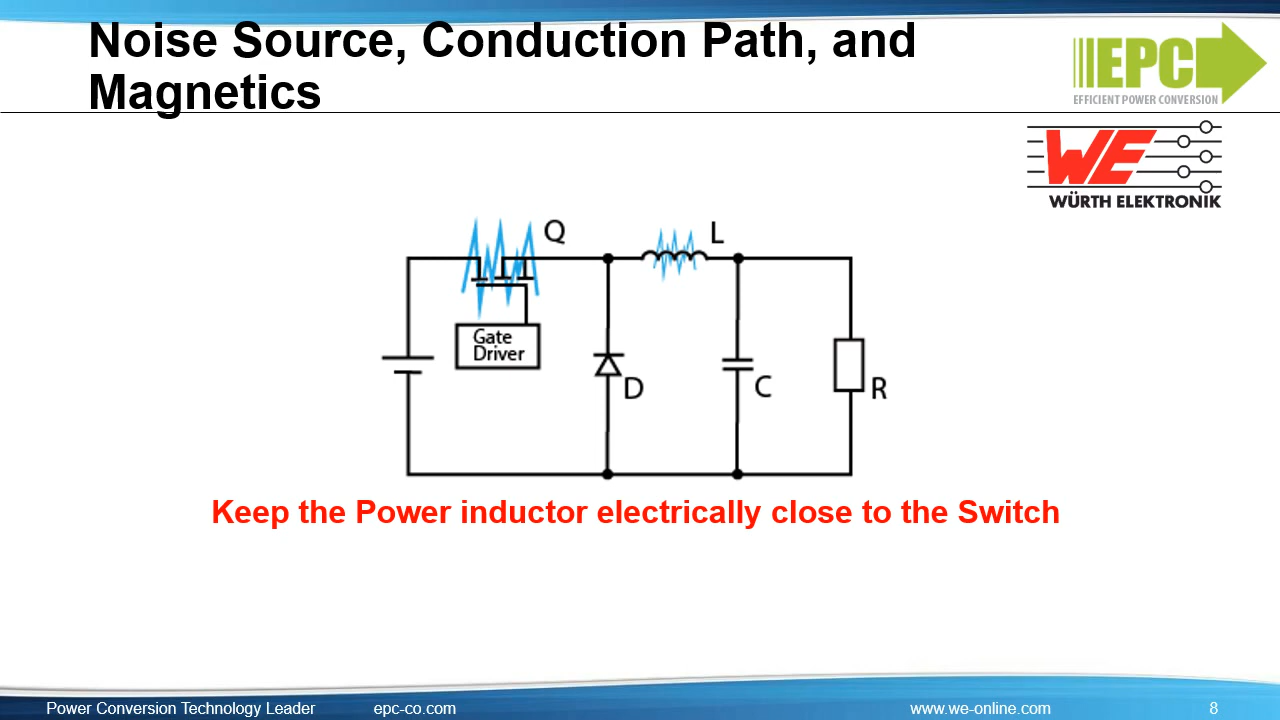 Noise Source, Conduction Path, and
Magnetics
EPC
EFFICIENT POWER CONVERSION
WE
WÜRTH ELEKTRONIK
Q
L
Gate
Driver
D
C
R
Keep the Power inductor electrically close to the Switch
Power Conversion Technology Leader
epc-co.com
www.we-online.com
8